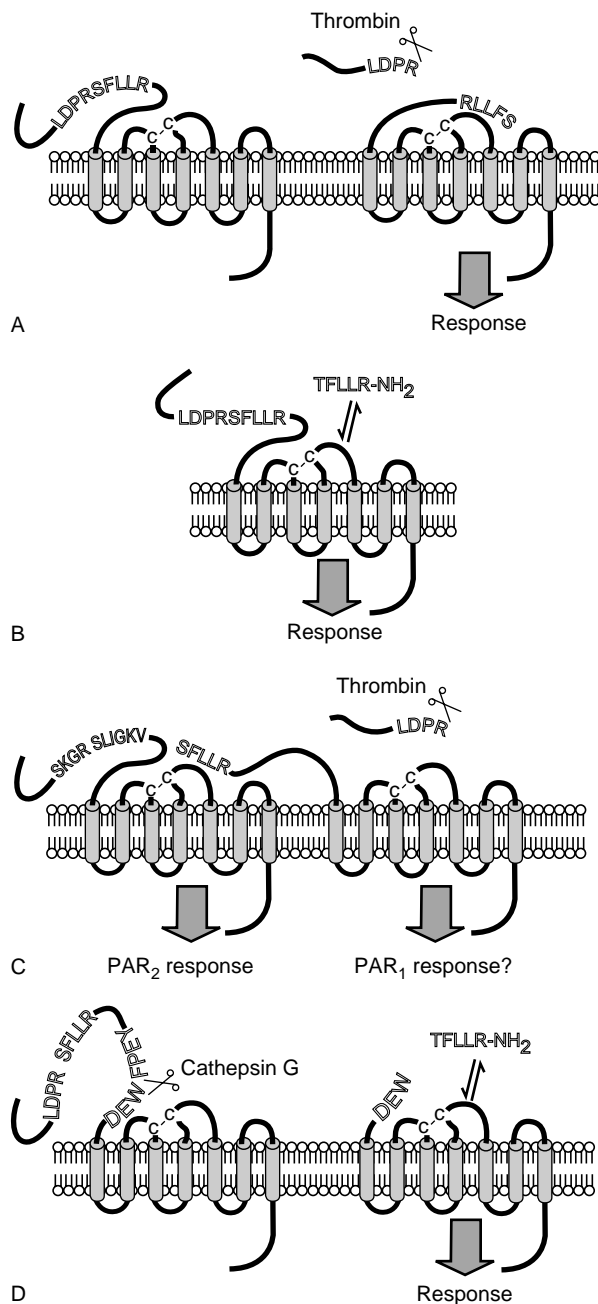 Thrombin
LDPR
LDPRSFLLR
RLLFS
C-C
C-C
A
Response
TFLLR-NH2
LDPRSFLLR
C-C
B
Response
Thrombin
LDPR
SKGR SLIGKV
SFLLR
C-C
C-C
C
PAR2 response
PAR1 response?
LDPR SFLLR
FPEY
DEW
Cathepsin G
TFLLR-NH2
DEW
C-C
C-C
D
Response